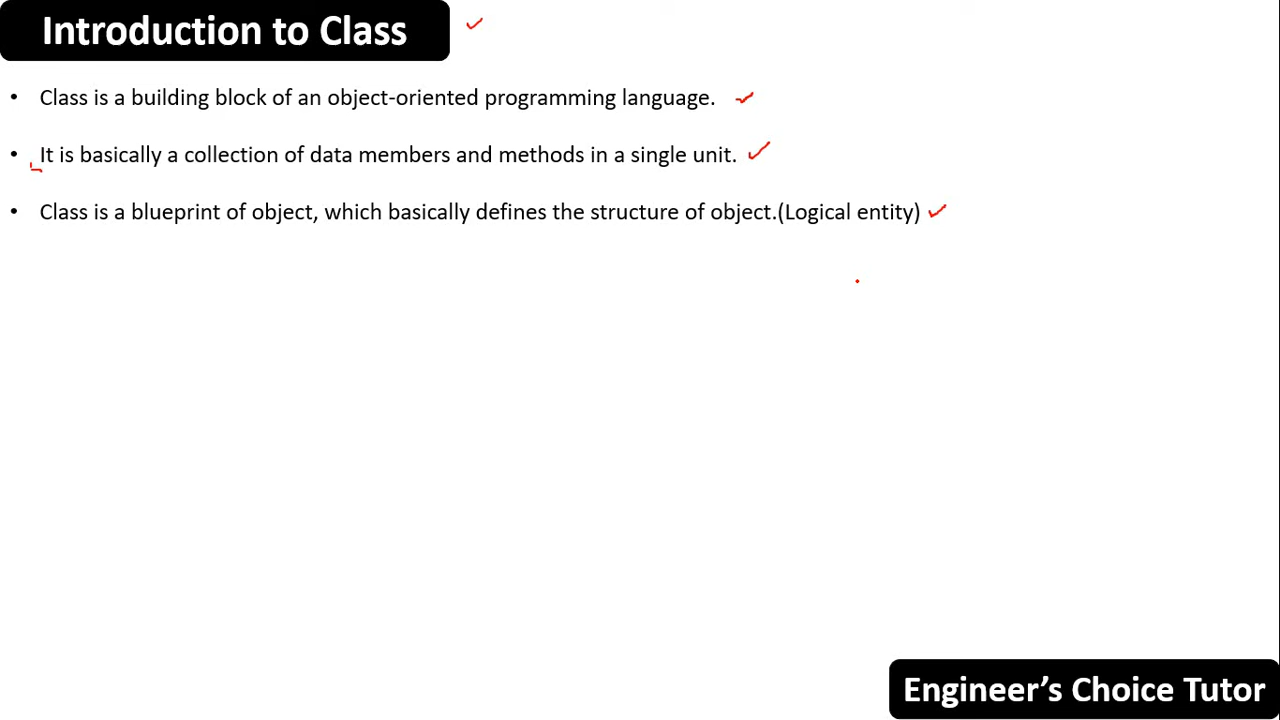 Introduction to Class
• Class is a building block of an object-oriented programming language.
• It is basically a collection of data members and methods in a single unit.
• Class is a blueprint of object, which basically defines the structure of object.(Logical entity)
Engineer’s Choice Tutor